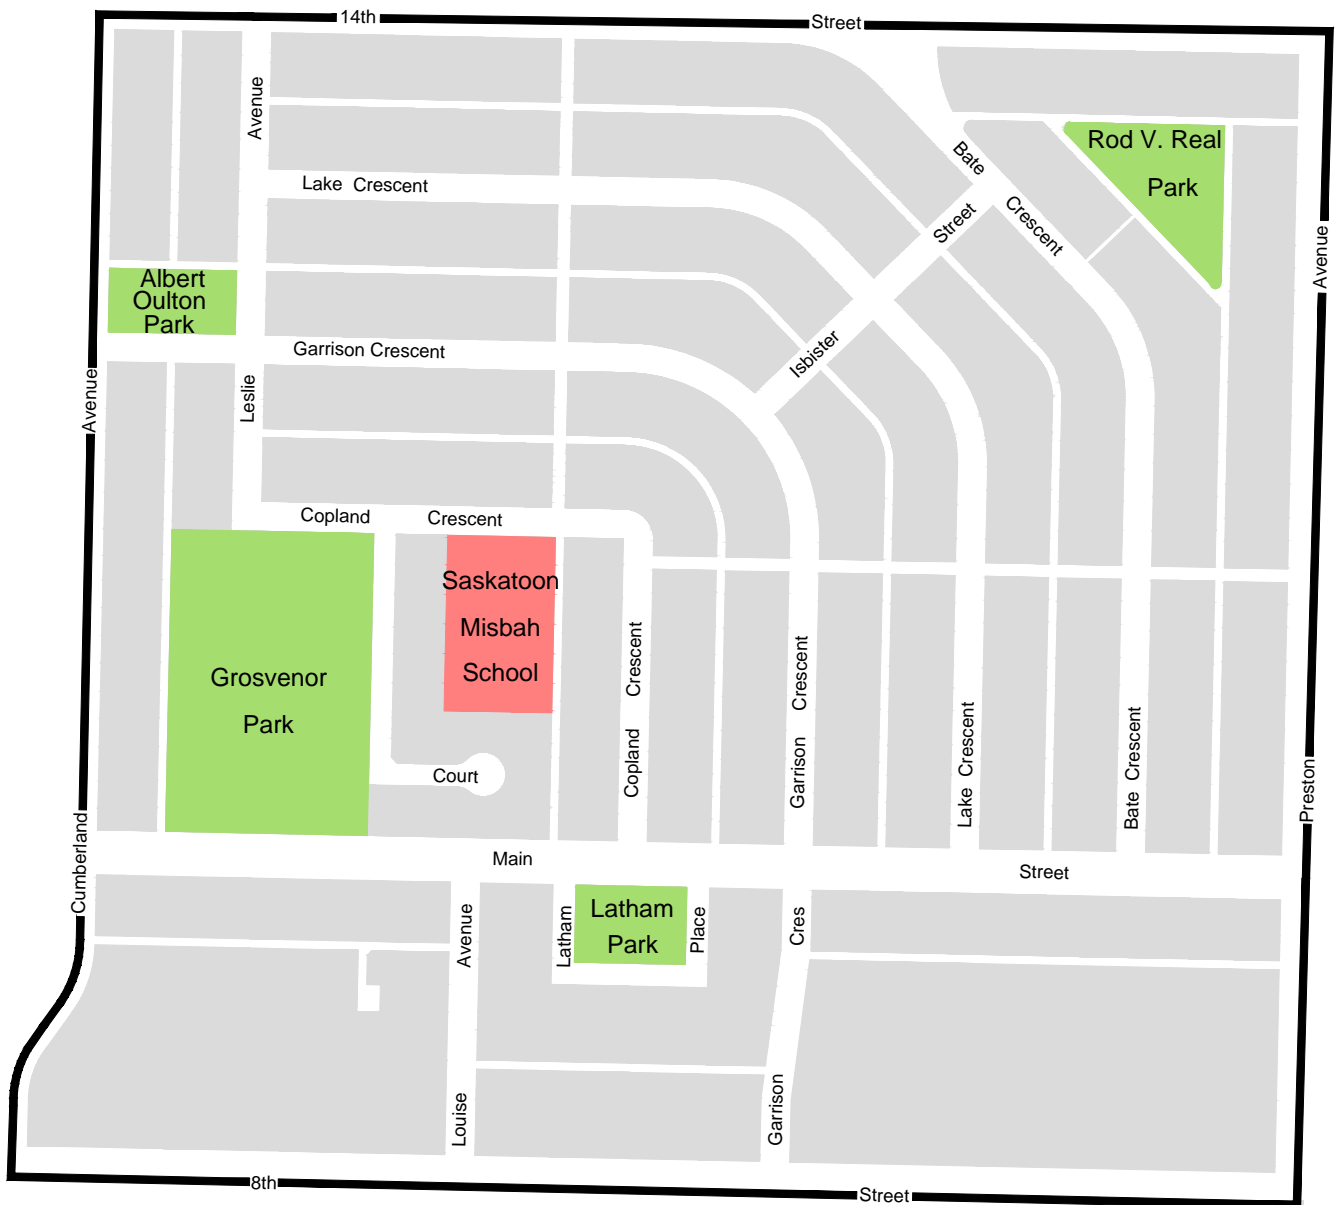 14th
Street
Avenue
Rod V. Real
Park
Bate
Crescent
Lake Crescent
Street
Isbister
Avenue
Albert
Oulton
Park
Garrison Crescent
Avenue
Leslie
Copland
Crescent
Saskatoon
Misbah
School
Grosvenor
Park
Crescent
Copland
Crescent
Garrison
Lake Crescent
Bate Crescent
Preston
Court
Cumberland
Main
Street
Avenue
Latham
Latham
Park
Place
Cres
Louise
Garrison
8th
Street